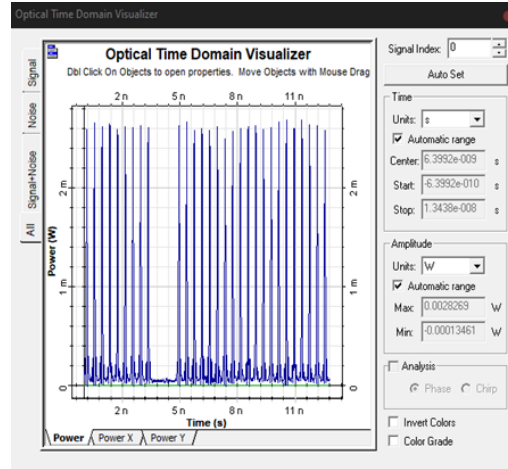 Optical Time Domain Visualizer
Signal Index: 0
Auto Set
Time
Units: s
Automatic range
Center: 6.3992e-009 s
Start: -6.3992e-010 s
Stop: 1.3438e-008 s
Amplitude
Units: W
Automatic range
Max: 0.0028269 W
Min: -0.00013461 W
Analysis
Phase Chirp
Invert Colors
Color Grade
Signal
Noise
Signal+Noise
All
Optical Time Domain Visualizer
Dbl Click On Objects to open properties. Move Objects with Mouse Drag
2 n 5 n 8 n 11 n
Power (W)
2 m 2 m
1 m 1 m
0 0
2 n 5 n 8 n 11 n
Time (s)
Power Power X Power Y